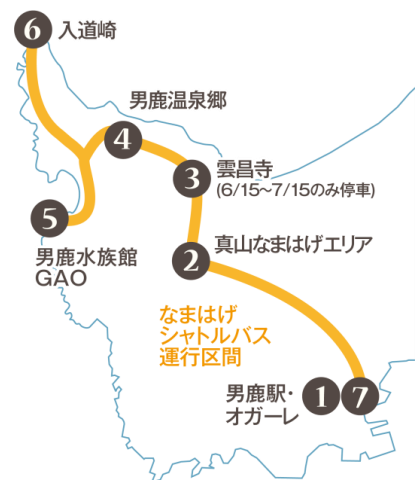 6 入道崎
男鹿温泉郷
4
3 雲昌寺
(6/15〜7/15のみ停車)
5
男鹿水族館
GAO
2 真山なまはげエリア
なまはげ
シャトルバス
運行区間
男鹿駅・
オガーレ
1 7